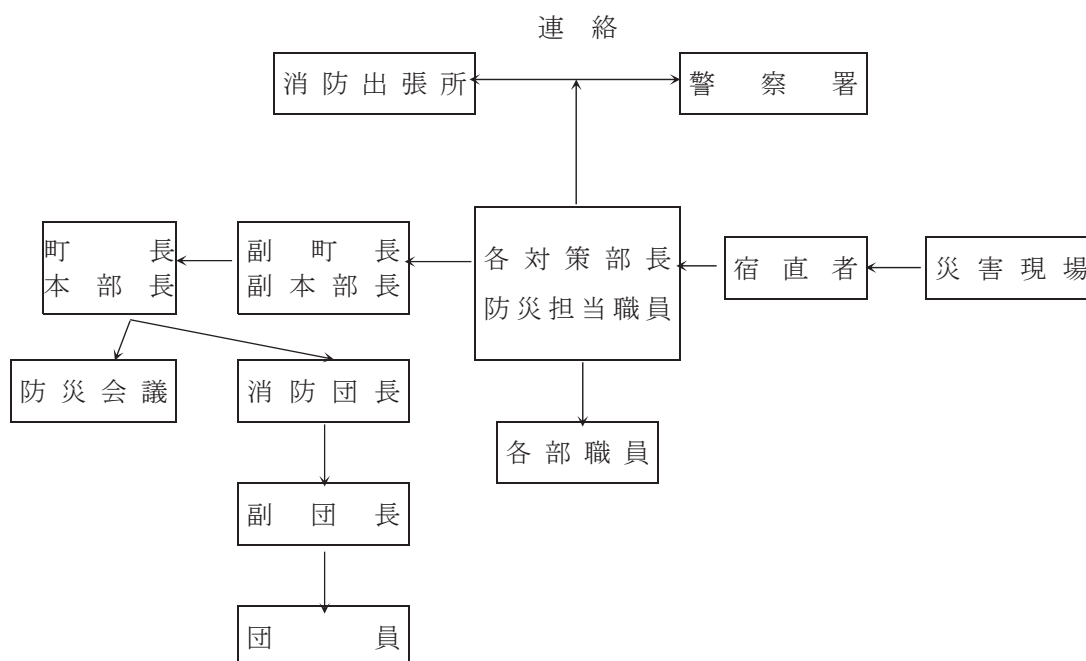 連絡
消防出張所
警察署
町長
本部長
副町長
副本部長
各対策部長
防災担当職員
宿直者
災害現場
防災会議
消防団長
各部職員
副団長
団員